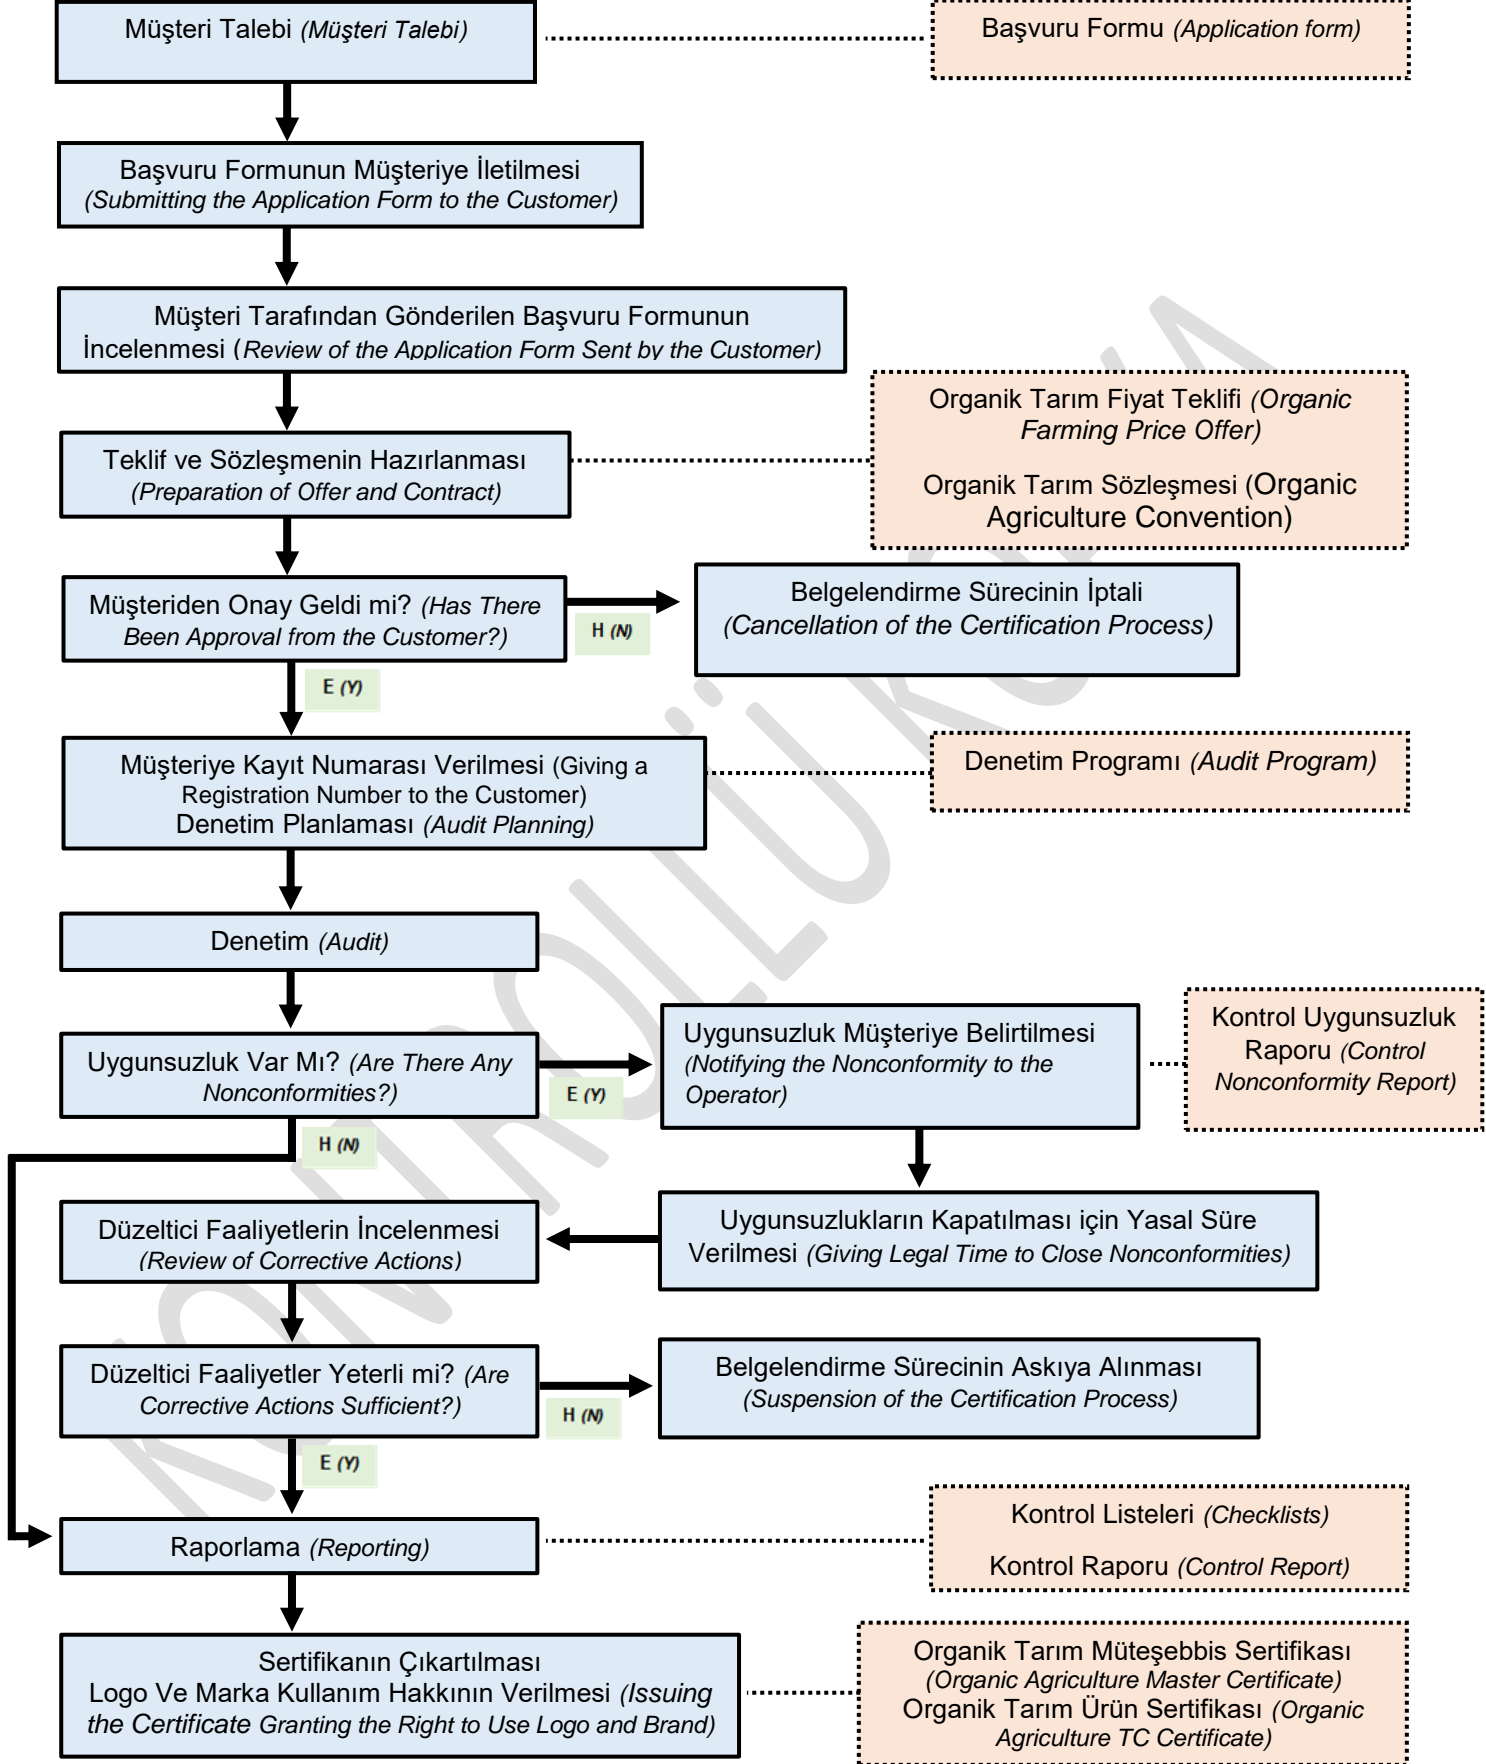 Müşteri Talebi (Müşteri Talebi)
Başvuru Formu (Application form)
Başvuru Formunun Müşteriye İletilmesi
(Submitting the Application Form to the Customer)
Müşteri Tarafından Gönderilen Başvuru Formunun
İncelenmesi (Review of the Application Form Sent by the Customer)
Teklif ve Sözleşmenin Hazırlanması
(Preparation of Offer and Contract)
Organik Tarım Fiyat Teklifi (Organic
Farming Price Offer)
Organik Tarım Sözleşmesi (Organic
Agriculture Convention)
Müşteriden Onay Geldi mi? (Has There
Been Approval from the Customer?)
H (N)
Belgelendirme Sürecinin İptali
(Cancellation of the Certification Process)
E (Y)
Müşteriye Kayıt Numarası Verilmesi (Giving a
Registration Number to the Customer)
Denetim Planlaması (Audit Planning)
Denetim Programı (Audit Program)
Denetim (Audit)
Uygunsuzluk Var Mı? (Are There Any
Nonconformities?)
E (Y)
Uygunsuzluk Müşteriye Belirtilmesi
(Notifying the Nonconformity to the
Operator)
Kontrol Uygunsuzluk
Raporu (Control
Nonconformity Report)
H (N)
Düzeltici Faaliyetlerin İncelenmesi
(Review of Corrective Actions)
Uygunsuzlukların Kapatılması için Yasal Süre
Verilmesi (Giving Legal Time to Close Nonconformities)
Düzeltici Faaliyetler Yeterli mi? (Are
Corrective Actions Sufficient?)
H (N)
Belgelendirme Sürecinin Askıya Alınması
(Suspension of the Certification Process)
E (Y)
Raporlama (Reporting)
Kontrol Listeleri (Checklists)
Kontrol Raporu (Control Report)
Sertifikanın Çıkartılması
Logo Ve Marka Kullanım Hakkının Verilmesi (Issuing
the Certificate Granting the Right to Use Logo and Brand)
Organik Tarım Müteşebbis Sertifikası
(Organic Agriculture Master Certificate)
Organik Tarım Ürün Sertifikası (Organic
Agriculture TC Certificate)
KONTROLLÜ KOPYA